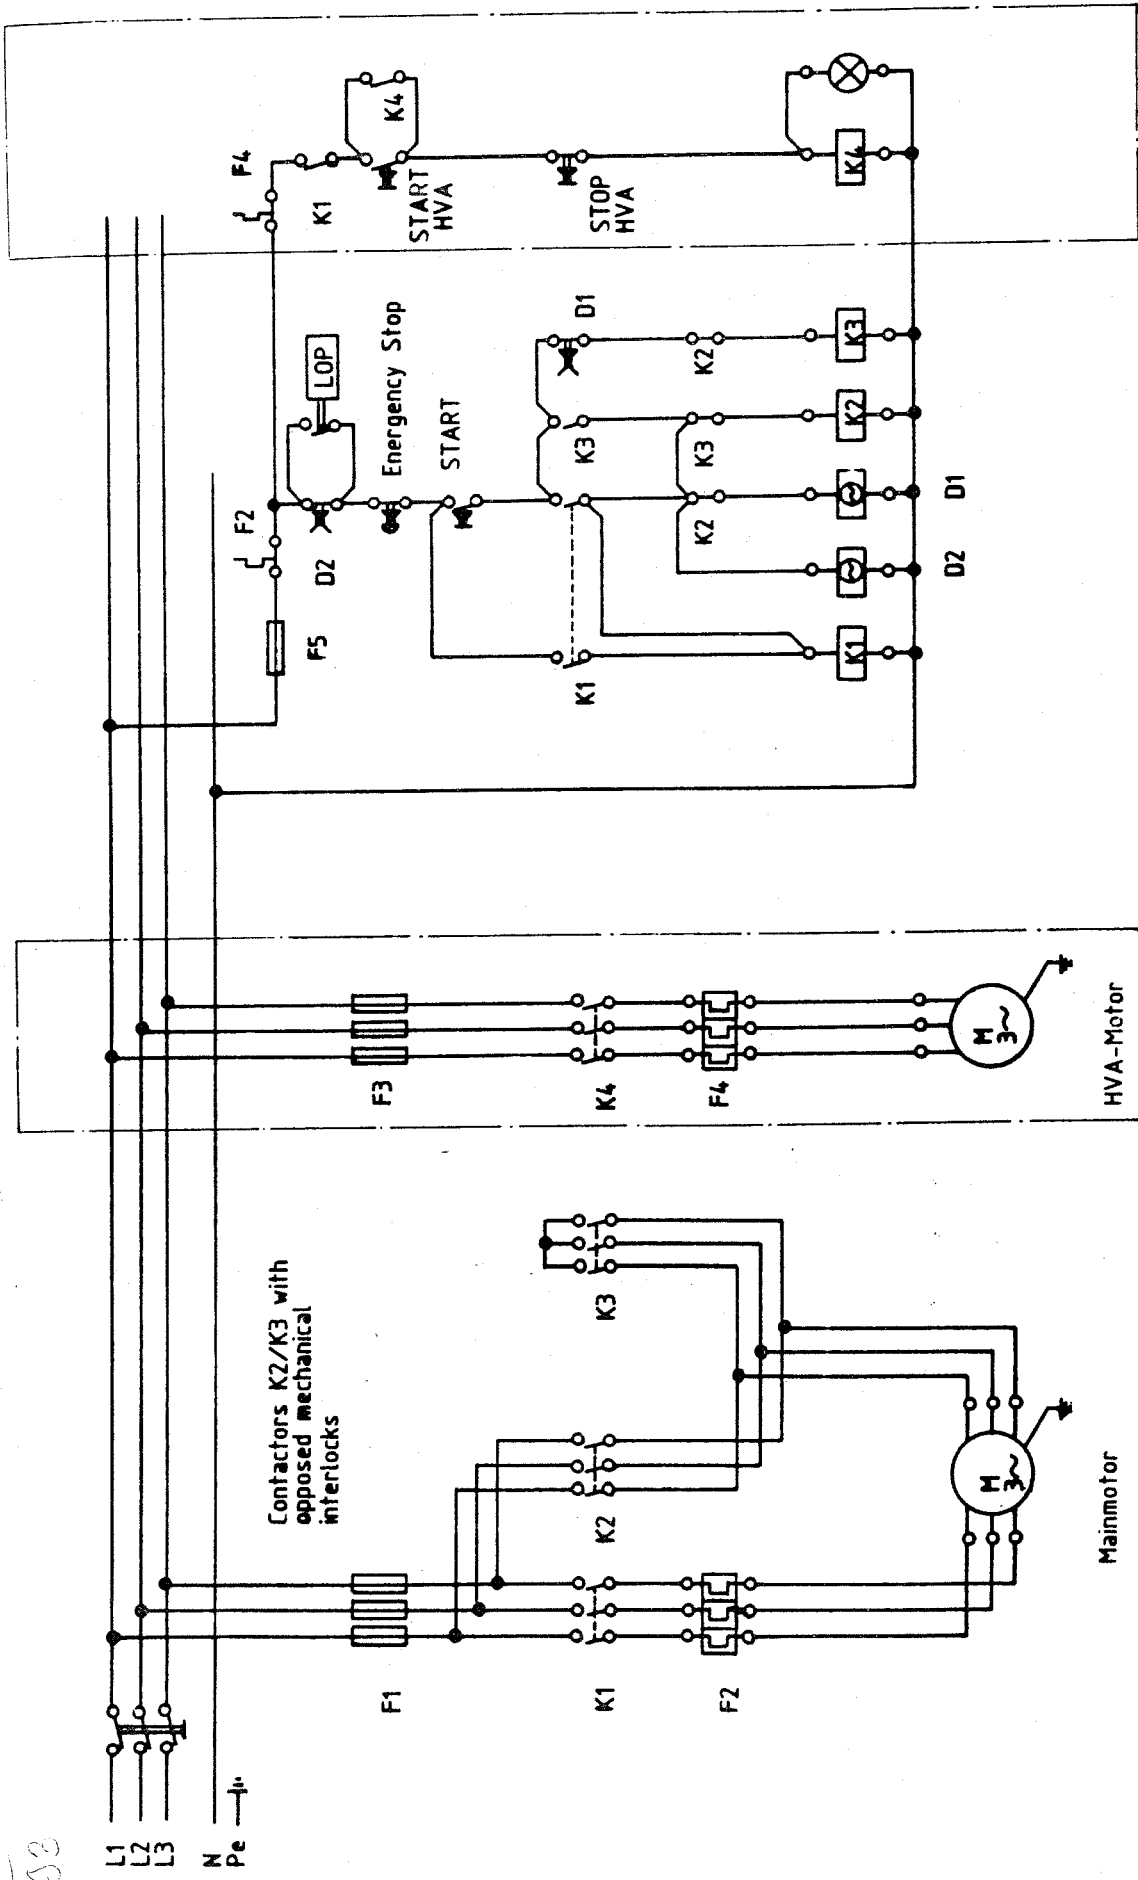 L1
L2
L3
N
Pe
F1
K1
F2
K2
K3
Contactors K2/K3 with
opposed mechanical
interlocks
M
3~
Mainmotor
F3
K4
F4
M
3~
HVA-Motor
F5
F2
D2
LOP
Energency Stop
START
K1
K3
D1
K2
K3
K2
K1
K2
K3
D2
D1
F4
K1
K4
START
HVA
STOP
HVA
K4